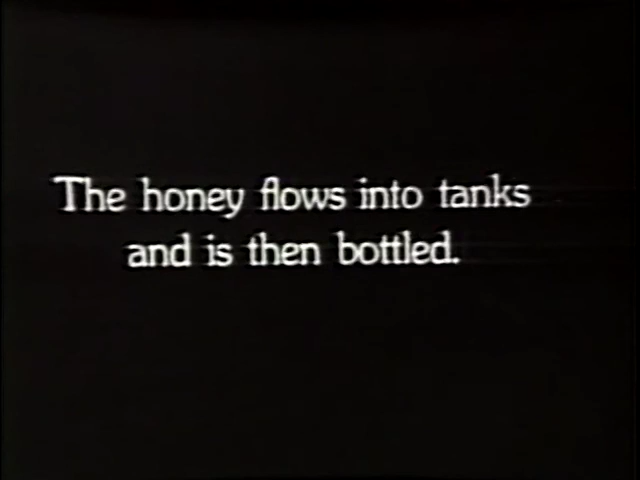 The honey flows into tanks
and is then bottled.